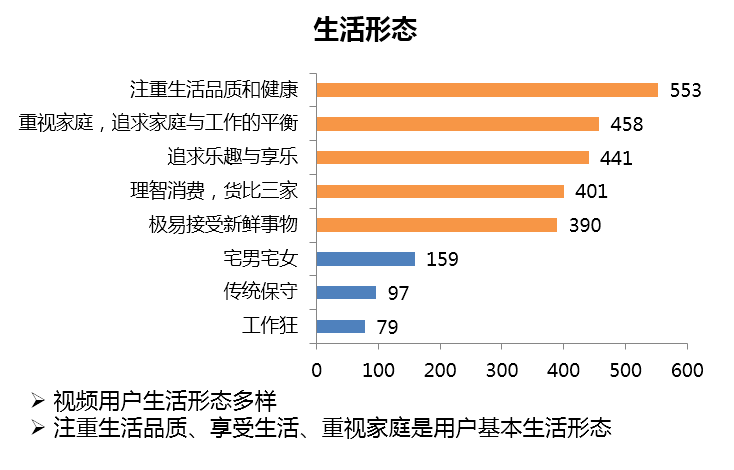 生活形态
注重生活品质和健康 553
重视家庭，追求家庭与工作的平衡 458
追求乐趣与享乐 441
理智消费，货比三家 401
极易接受新鲜事物 390
宅男宅女 159
传统保守 97
工作狂 79
0 100 200 300 400 500 600
➢ 视频用户生活形态多样
➢ 注重生活品质、享受生活、重视家庭是用户基本生活形态